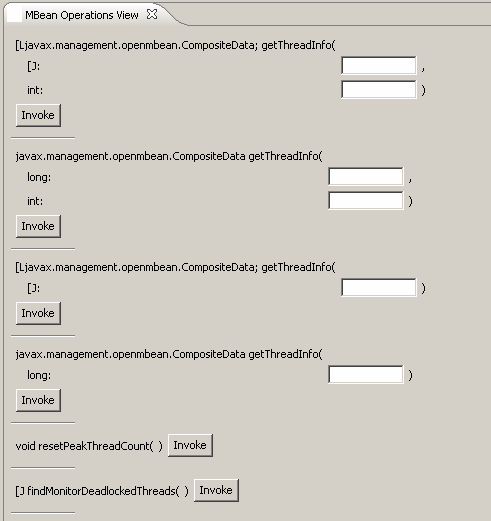 MBean Operations View
[Ljavax.management.openmbean.CompositeData; getThreadInfo(
[J: ,
int: )
Invoke
javax.management.openmbean.CompositeData getThreadInfo(
long: ,
int: )
Invoke
[Ljavax.management.openmbean.CompositeData; getThreadInfo(
[J: )
Invoke
javax.management.openmbean.CompositeData getThreadInfo(
long: )
Invoke
void resetPeakThreadCount( ) Invoke
[J findMonitorDeadlockedThreads( ) Invoke